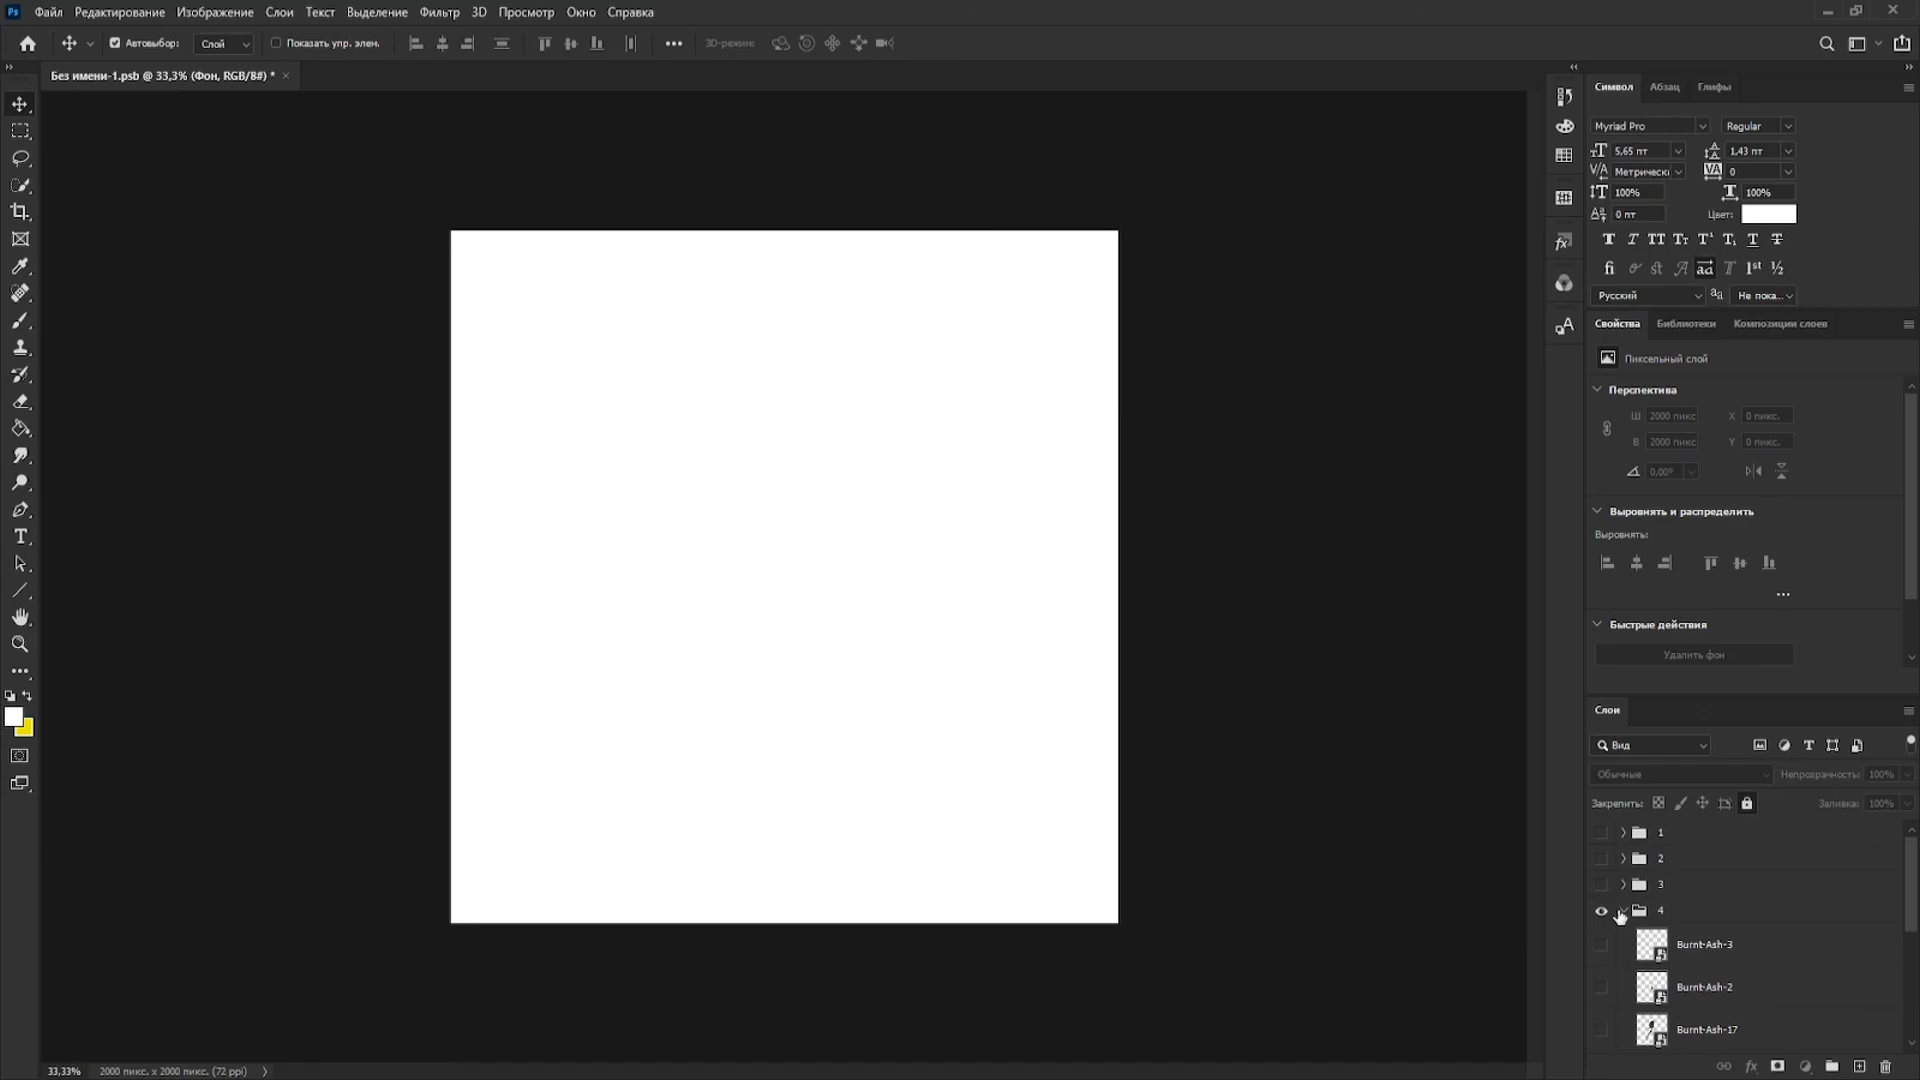 Ps Файл Редактирование Изображение Слои Текст Выделение Фильтр 3D Просмотр Окно Справка
Автовыбор: Слой Показать упр. элем. 3D-режим:
Без имени-1.psb @ 33,3% (Фон, RGB/8#) *
Символ Абзац Глифы
Myriad Pro Regular
5,65 пт 1,43 пт
Метрическ 0
100% 100%
0 пт Цвет:
Русский Не пока...
Свойства Библиотеки Композиции слоев
Пиксельный слой
Перспектива
Ш 2000 пикс X 0 пикс.
В 2000 пикс Y 0 пикс.
0,00°
Выровнять и распределить
Выровнять:
Быстрые действия
Удалить фон
Слои
Вид
Обычные Непрозрачность: 100%
Закрепить: Заливка: 100%
1
2
3
4
Burnt-Ash-3
Burnt-Ash-2
Burnt-Ash-17
33,33% 2000 пикс. x 2000 пикс. (72 ppi)